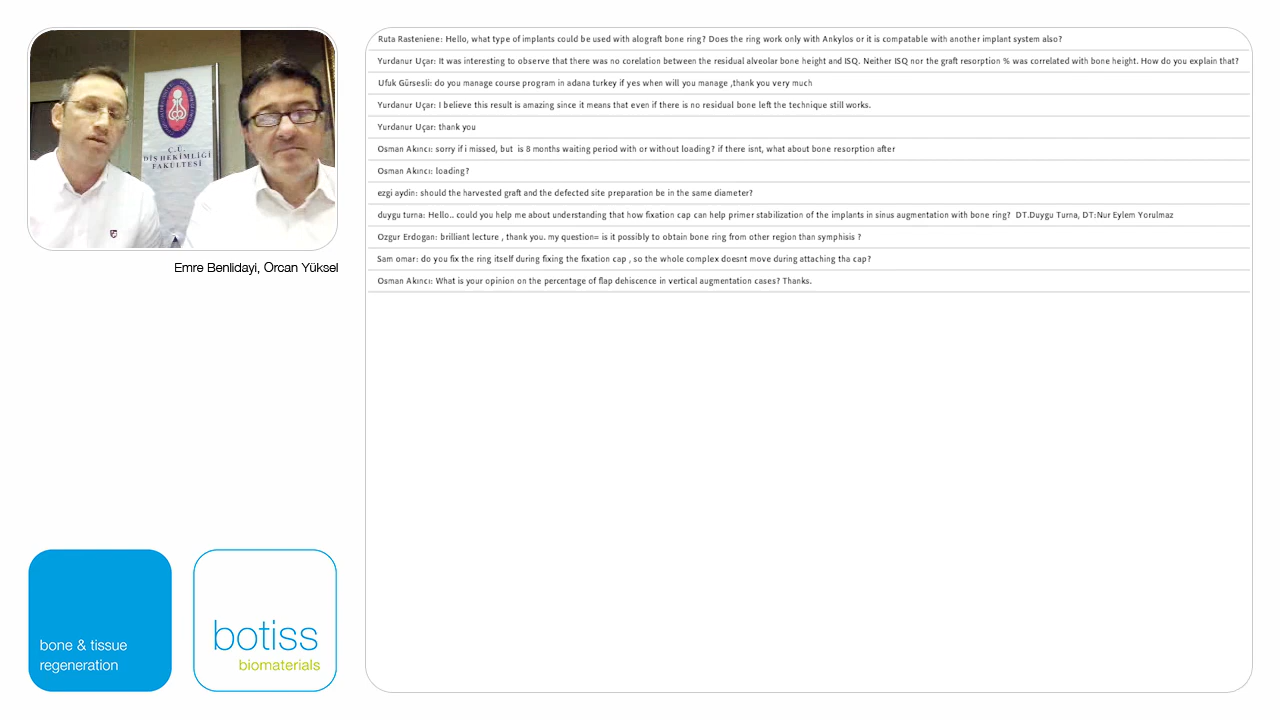 C.Ü.
DİŞ HEKİMLİĞİ
FAKÜLTESİ
Emre Benlidayi, Orcan Yüksel
Ruta Rasteniene: Hello, what type of implants could be used with alograft bone ring? Does the ring work only with Ankylos or it is compatable with another implant system also?
Yurdanur Uçar: It was interesting to observe that there was no corelation between the residual alveolar bone height and ISQ. Neither ISQ nor the graft resorption % was correlated with bone height. How do you explain that?
Ufuk Gürsesli: do you manage course program in adana turkey if yes when will you manage ,thank you very much
Yurdanur Uçar: I believe this result is amazing since it means that even if there is no residual bone left the technique still works.
Yurdanur Uçar: thank you
Osman Akıncı: sorry if i missed, but  is 8 months waiting period with or without loading? if there isnt, what about bone resorption after
Osman Akıncı: loading?
ezgi aydin: should the harvested graft and the defected site preparation be in the same diameter?
duygu turna: Hello.. could you help me about understanding that how fixation cap can help primer stabilization of the implants in sinus augmentation with bone ring?  DT.Duygu Turna, DT:Nur Eylem Yorulmaz
Ozgur Erdogan: brilliant lecture , thank you. my question= is it possibly to obtain bone ring from other region than symphisis ?
Sam omar: do you fix the ring itself during fixing the fixation cap , so the whole complex doesnt move during attaching tha cap?
Osman Akıncı: What is your opinion on the percentage of flap dehiscence in vertical augmentation cases? Thanks.
bone & tissue
regeneration
botiss
biomaterials